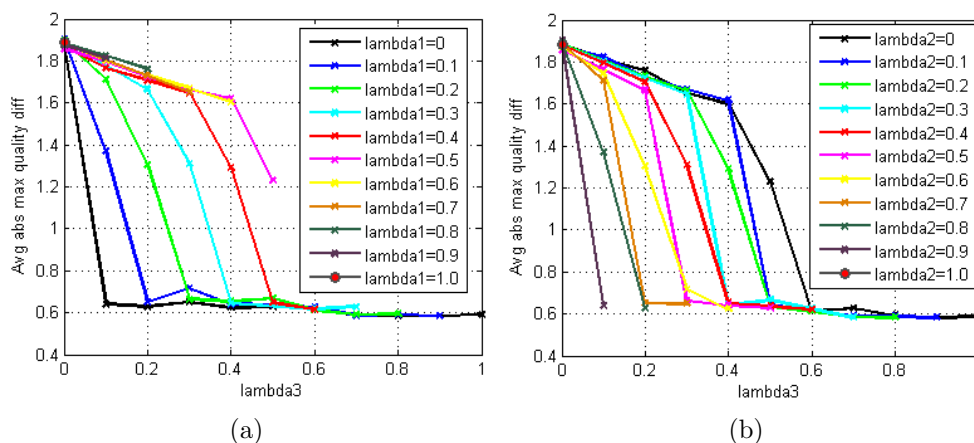 2
1.8
1.6
1.4
1.2
1
0.8
0.6
0.4
Avg abs max quality diff
0 0.2 0.4 0.6 0.8 1
lambda3
lambda1=0
lambda1=0.1
lambda1=0.2
lambda1=0.3
lambda1=0.4
lambda1=0.5
lambda1=0.6
lambda1=0.7
lambda1=0.8
lambda1=0.9
lambda1=1.0
(a)
2
1.8
1.6
1.4
1.2
1
0.8
0.6
0.4
Avg abs max quality diff
0 0.2 0.4 0.6 0.8
lambda3
lambda2=0
lambda2=0.1
lambda2=0.2
lambda2=0.3
lambda2=0.4
lambda2=0.5
lambda2=0.6
lambda2=0.7
lambda2=0.8
lambda2=0.9
lambda2=1.0
(b)